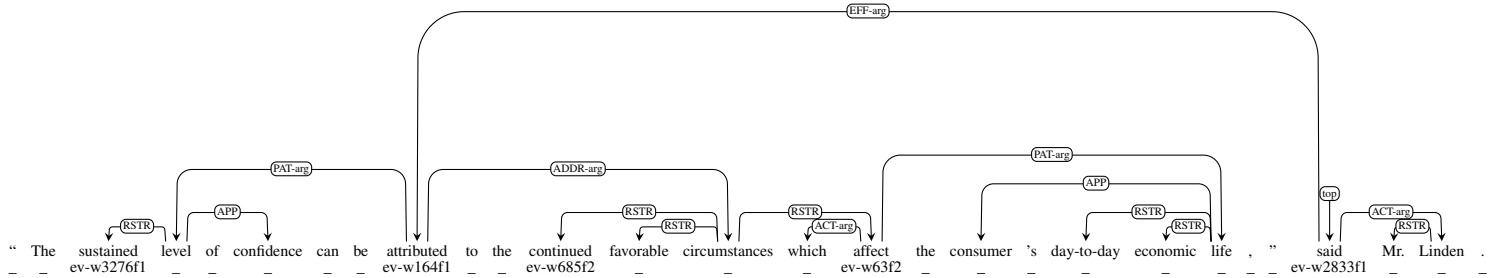 EFF-arg
PAT-arg
PAT-arg ADDR-arg
APP top
RSTR APP RSTR RSTR RSTR ACT-arg
RSTR RSTR ACT-arg RSTR RSTR
“ The sustained level of confidence can be attributed to the continued favorable circumstances which affect the consumer ’s day-to-day economic life , ” said Mr. Linden .
_ _ ev-w3276f1 _ _ _ _ _ ev-w164f1 _ _ ev-w685f2 _ _ _ ev-w63f2 _ _ _ _ _ _ _ _ ev-w2833f1 _ _ _